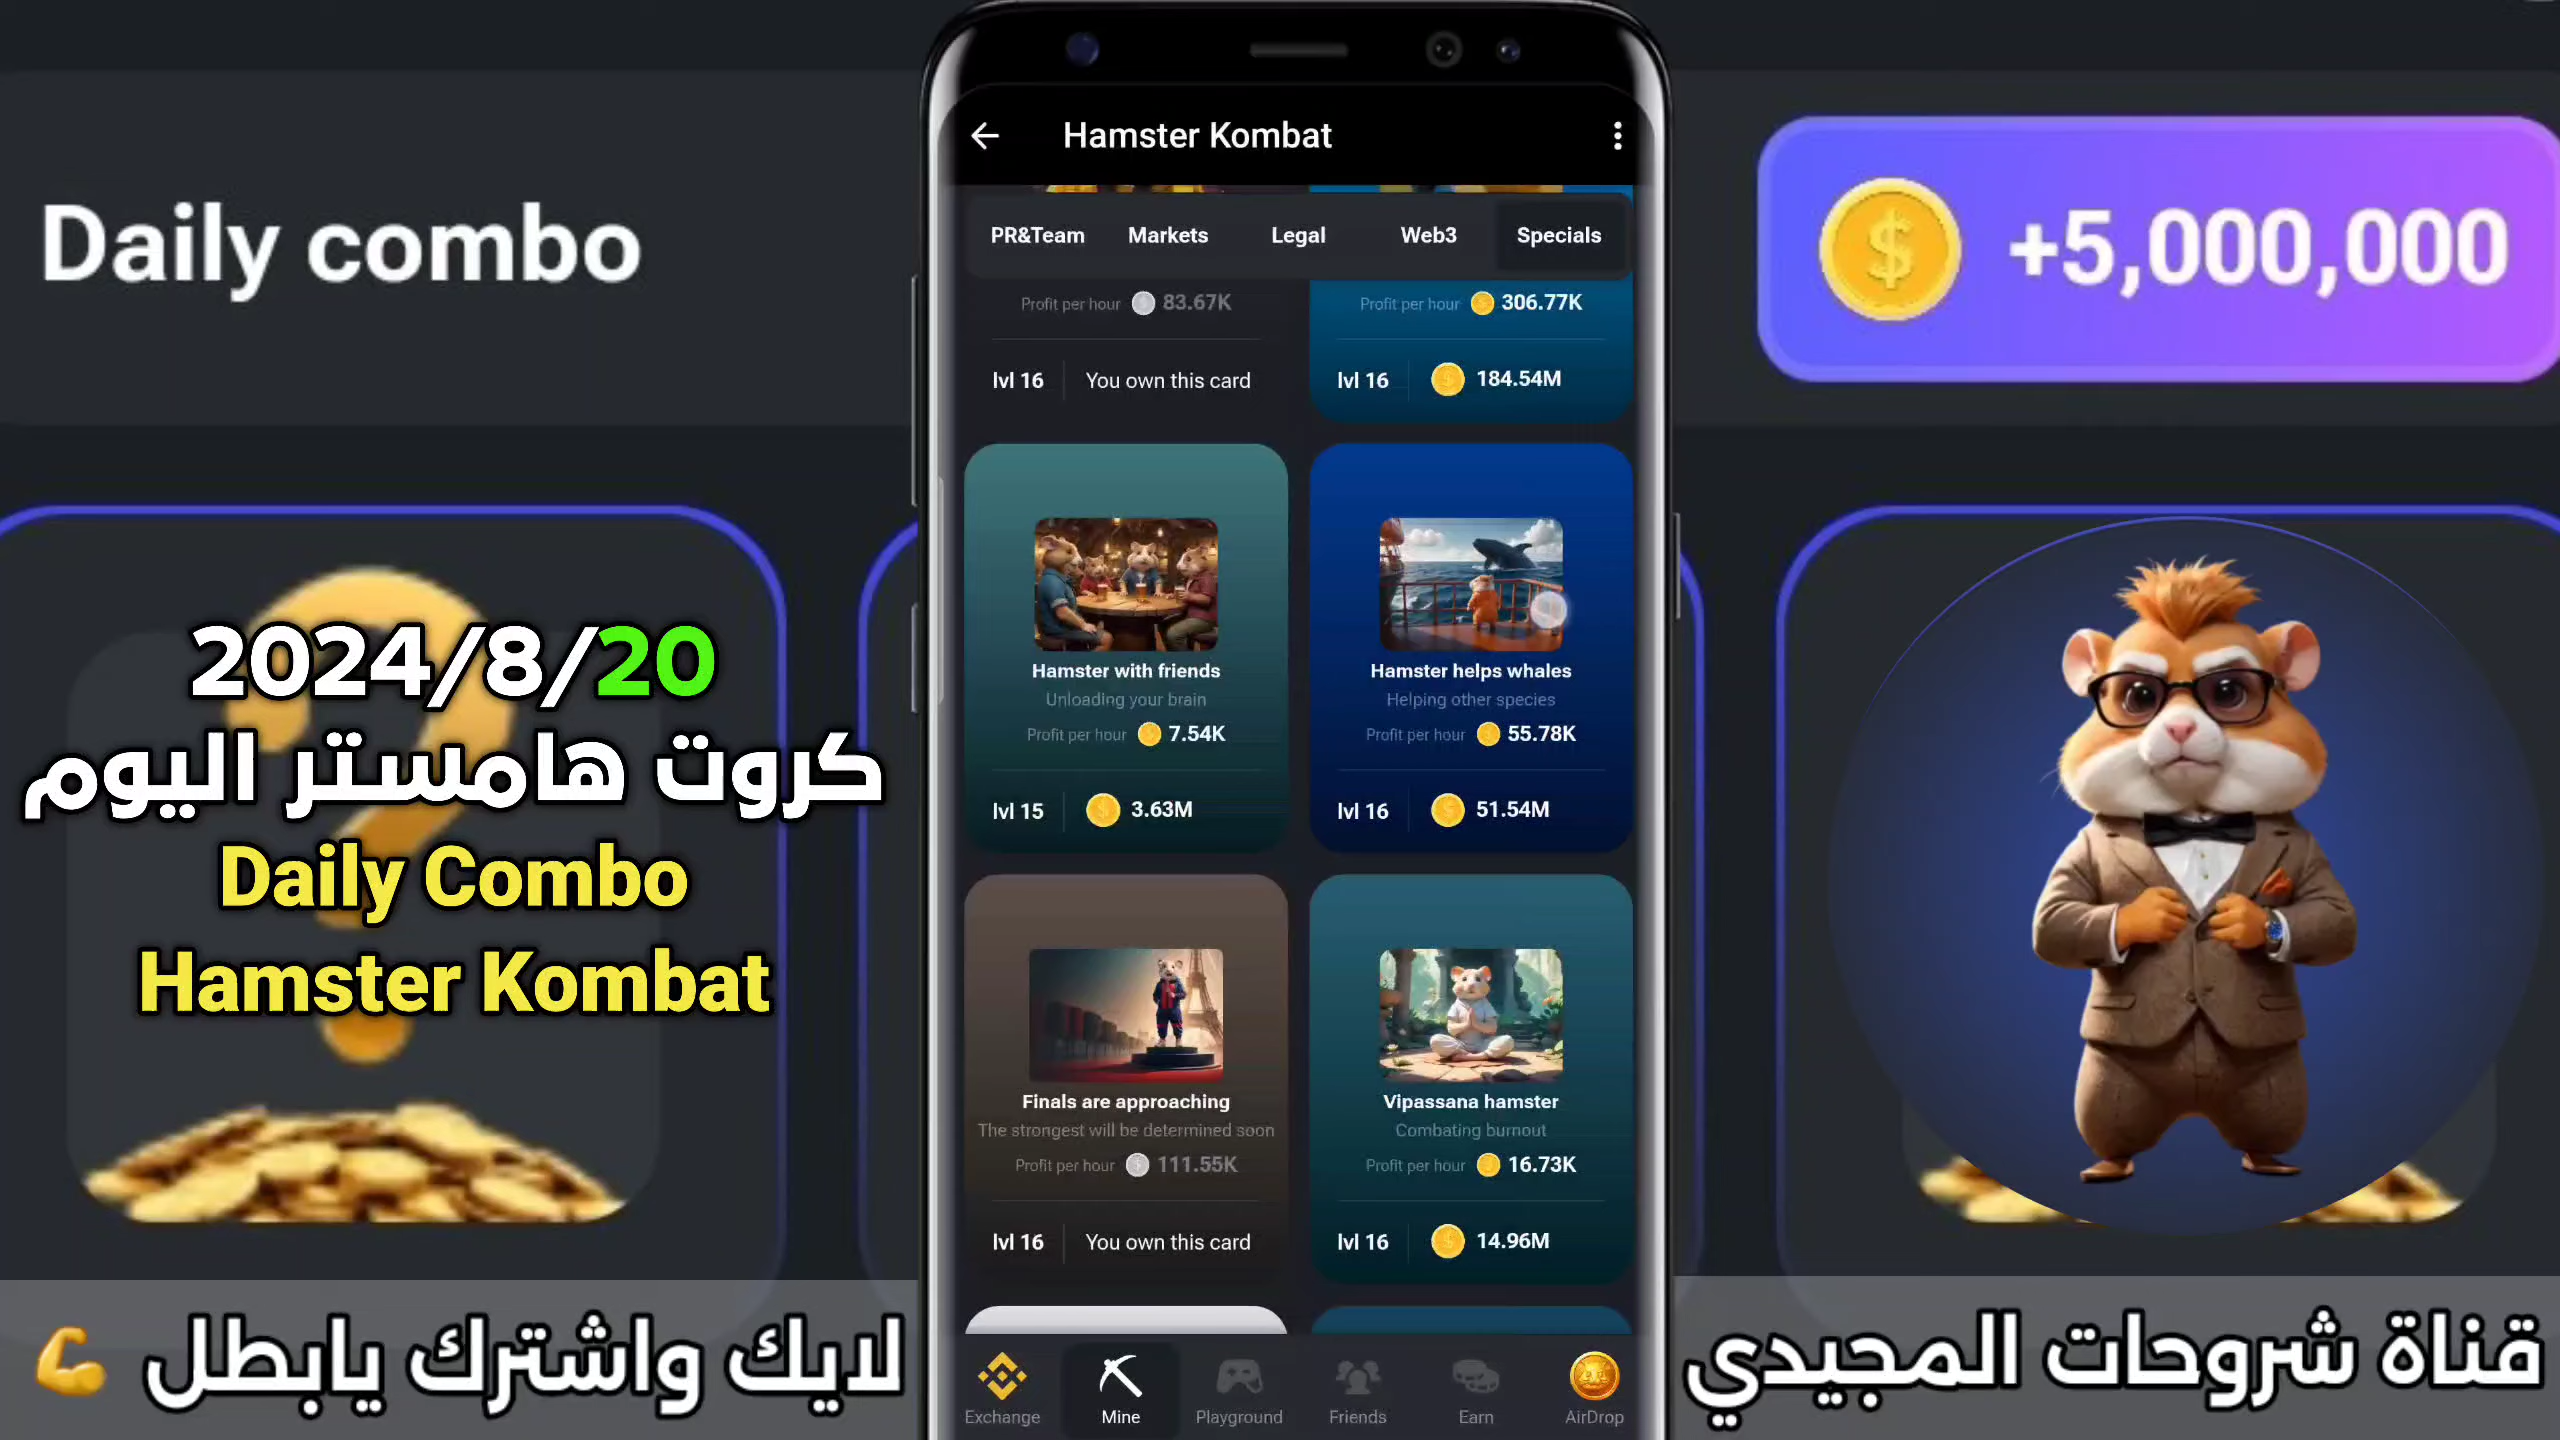 Daily combo
+5,000,000
2024/8/20
كروت هامستر اليوم
Daily Combo
Hamster Kombat
Hamster Kombat
PR&Team Markets Legal Web3 Specials
Profit per hour 83.67K
lvl 16 You own this card
Profit per hour 306.77K
lvl 16 184.54M
Hamster with friends
Unloading your brain
Profit per hour 7.54K
lvl 15 3.63M
Hamster helps whales
Helping other species
Profit per hour 55.78K
lvl 16 51.54M
Finals are approaching
The strongest will be determined soon
Profit per hour 111.55K
lvl 16 You own this card
Vipassana hamster
Combating burnout
Profit per hour 16.73K
lvl 16 14.96M
Exchange Mine Playground Friends Earn AirDrop
قناة شروحات المجيدي
لايك واشترك يابطل 💪